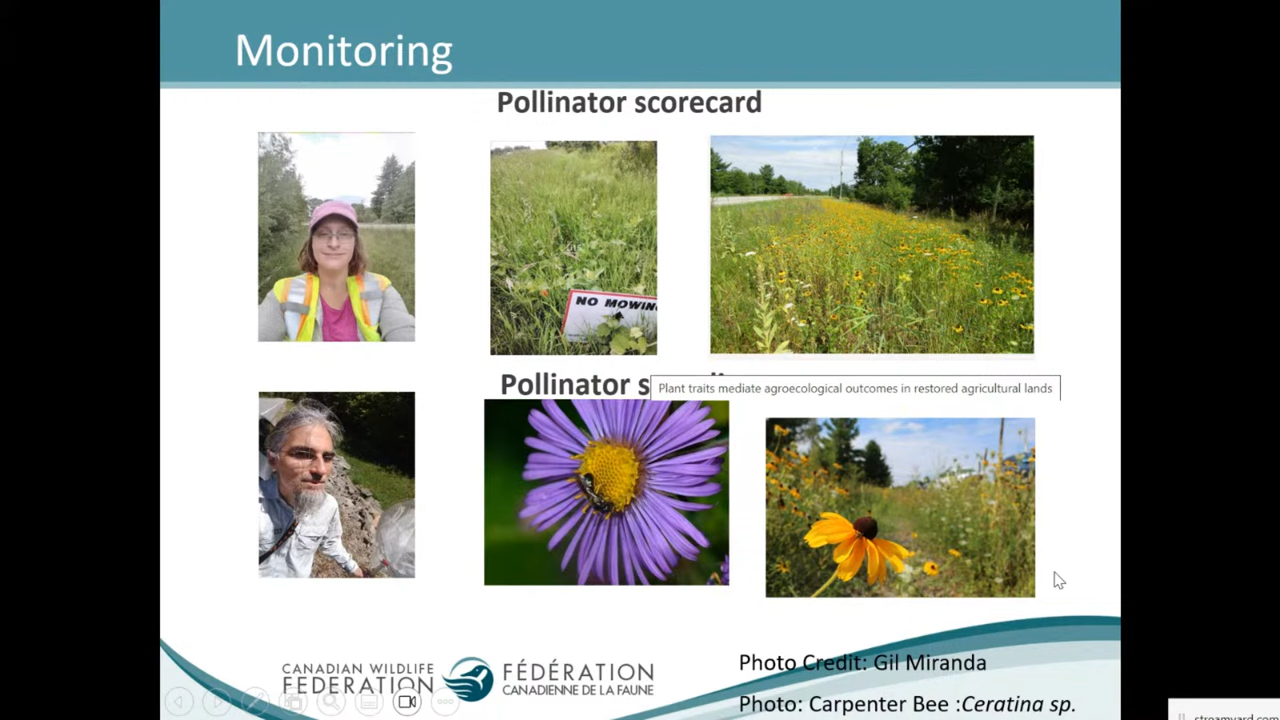 Monitoring
Pollinator scorecard
NO MOWIN
Pollinator s
Plant traits mediate agroecological outcomes in restored agricultural lands
CANADIAN WILDLIFE
FEDERATION
FÉDÉRATION
CANADIENNE DE LA FAUNE
Photo Credit: Gil Miranda
Photo: Carpenter Bee :Ceratina sp.